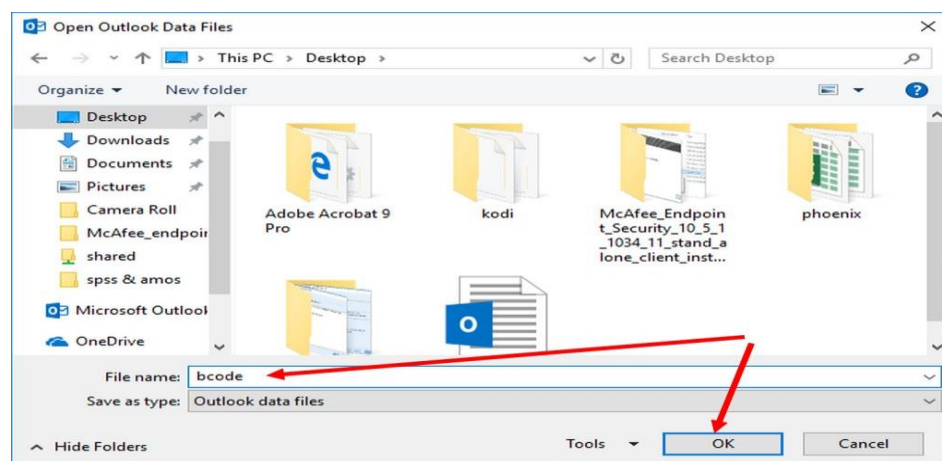 Open Outlook Data Files
This PC > Desktop >
Search Desktop
Organize
New folder
Desktop
Downloads
Documents
Pictures
Camera Roll
McAfee_endpoin
shared
spss & amos
Microsoft Outlook
OneDrive
Adobe Acrobat 9
Pro
kodi
McAfee_Endpoin
t_Security_10_5_1
_1034_11_stand_a
lone_client_inst...
phoenix
File name: bcode
Save as type: Outlook data files
Hide Folders
Tools
OK
Cancel